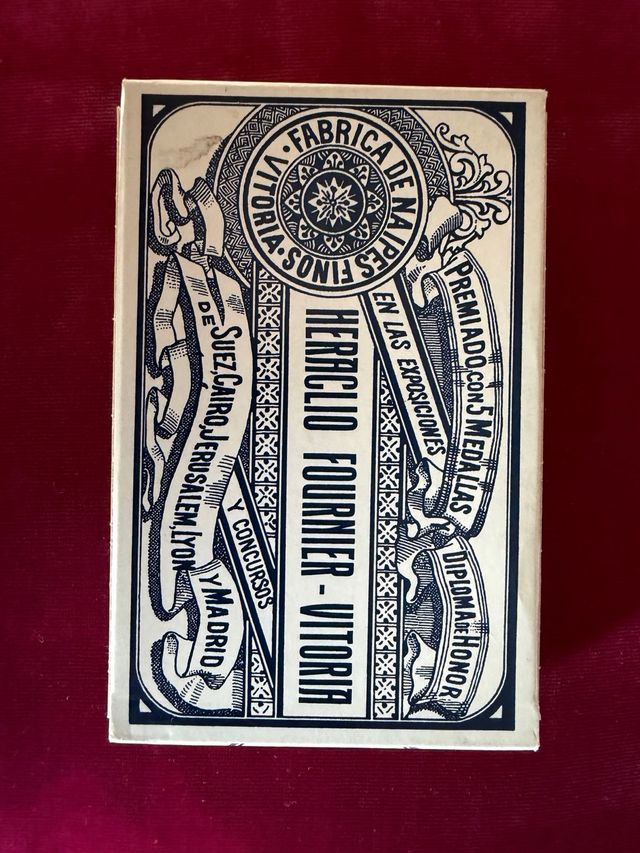 FABRICA DE NAIPES FINOS · VITORIA ·
PREMIADO, CON 5 MEDALLAS
DIPLOMA DE HONOR
EN LAS EXPOSICIONES
HERACLIO FOURNIER - VITORIA
Y CONCURSOS
DE SUEZ, CAIRO, JERUSALEM, LYON
Y MADRID